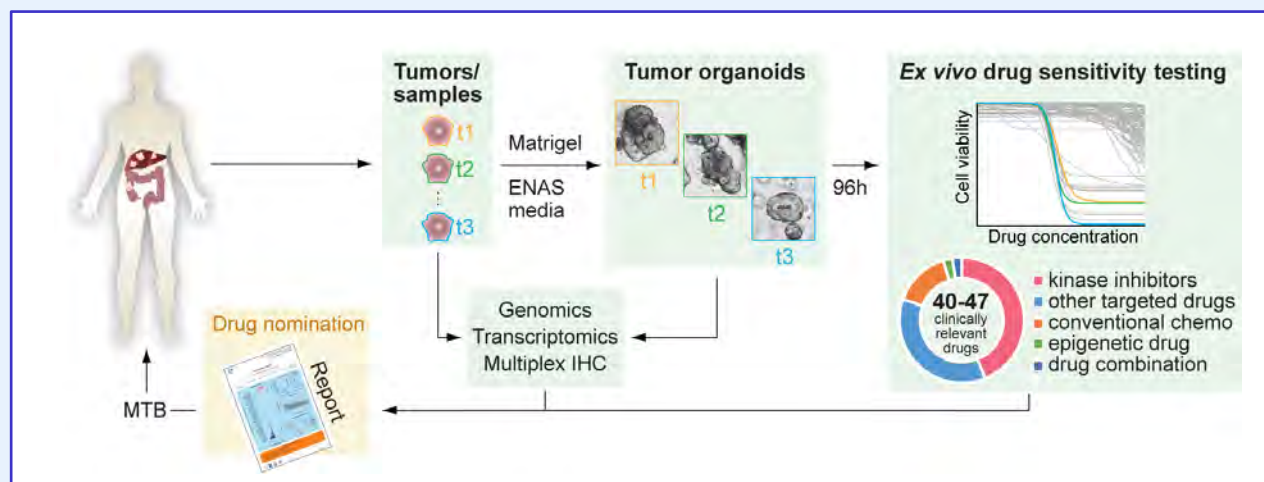 Tumors/
samples
t1
t2
t3
Matrigel
ENAS
media
Tumor organoids
t1
t2
t3
96h
Ex vivo drug sensitivity testing
Cell viability
Drug concentration
40-47
clinically
relevant
drugs
kinase inhibitors
other targeted drugs
conventional chemo
epigenetic drug
drug combination
Genomics
Transcriptomics
Multiplex IHC
Drug nomination
Report
MTB